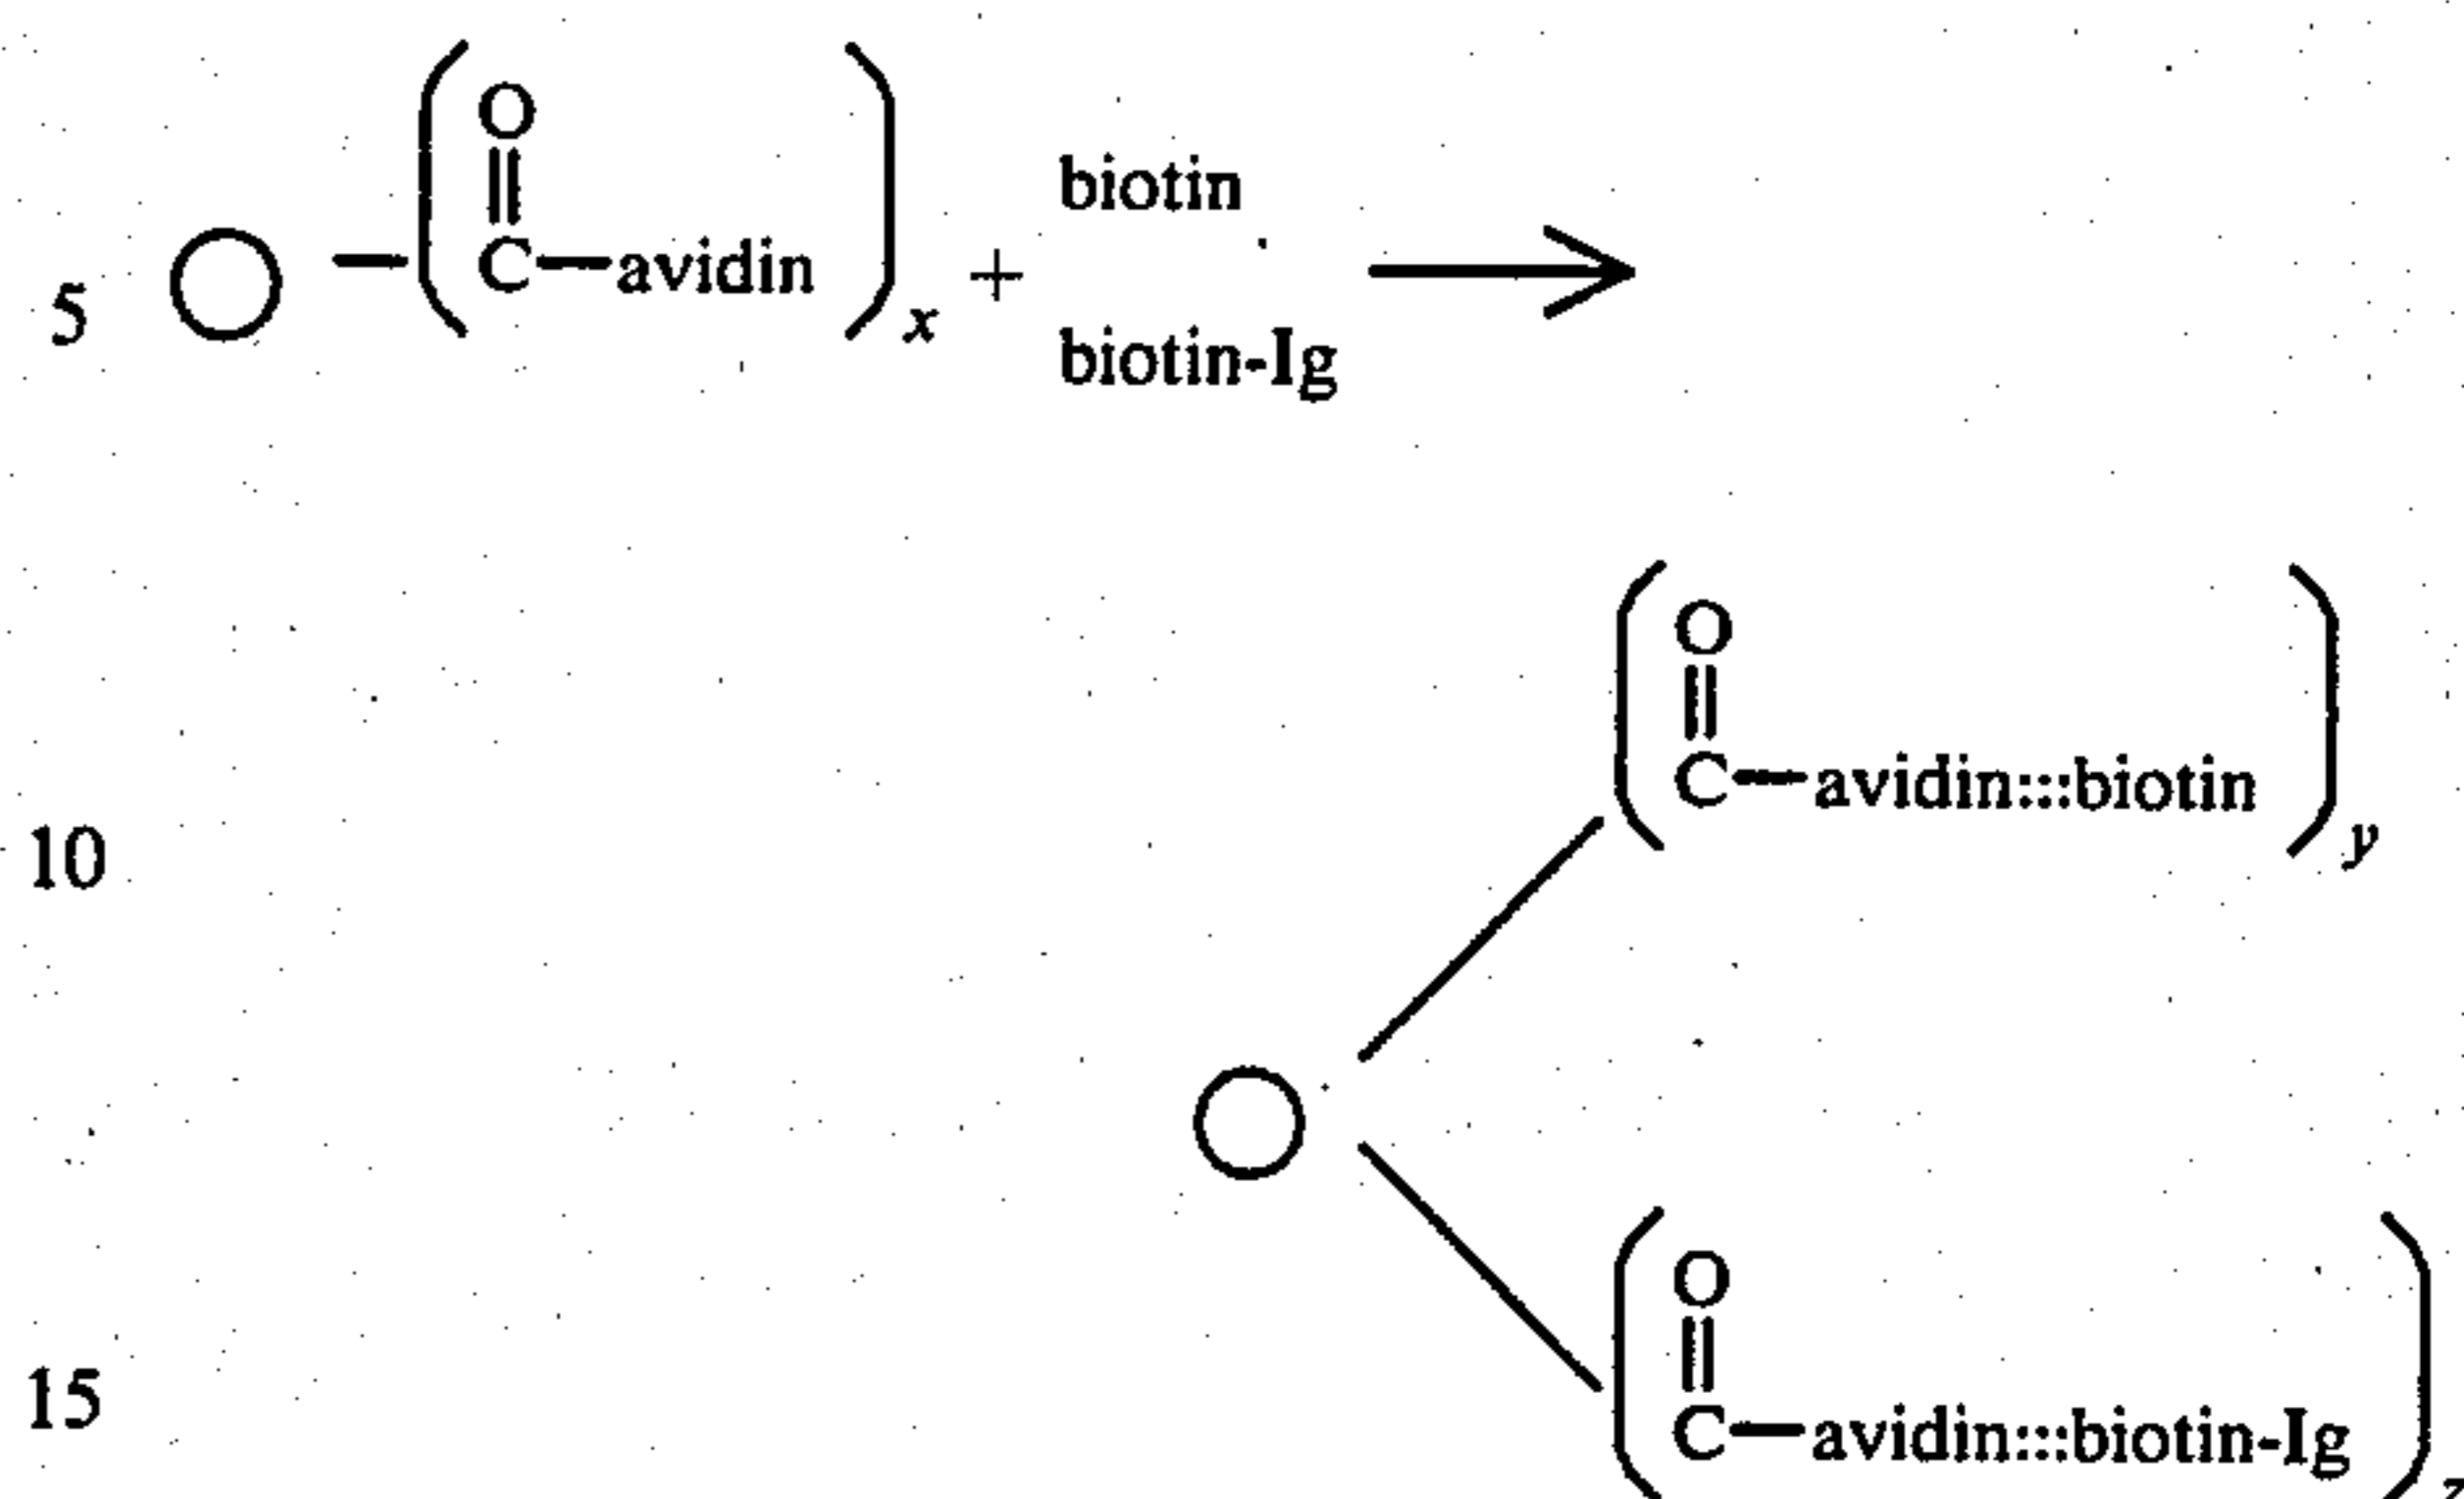 O
biotin
5 C—avidin x +
biotin-Ig
O
C—avidin:::biotin
10 y
O
15 C—avidin:::biotin-Ig
z